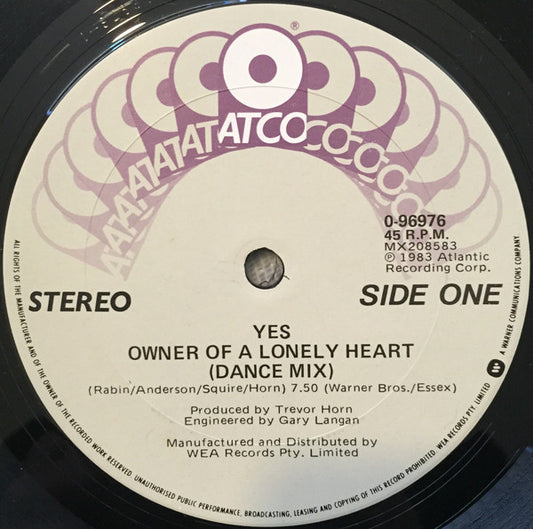 ATCO
®
0-96976
45 R.P.M.
MX208583
℗ 1983 Atlantic
Recording Corp.
STEREO
SIDE ONE
YES
OWNER OF A LONELY HEART
(DANCE MIX)
(Rabin/Anderson/Squire/Horn) 7.50 (Warner Bros./Essex)
Produced by Trevor Horn
Engineered by Gary Langan
Manufactured and Distributed by
WEA Records Pty. Limited
ALL RIGHTS OF THE MANUFACTURER AND OF THE OWNER OF THE RECORDED WORK RESERVED. UNAUTHORISED PUBLIC PERFORMANCE, BROADCASTING, LEASING AND COPYING OF THIS RECORD PROHIBITED. WEA RECORDS PTY. LIMITED
A WARNER COMMUNICATIONS COMPANY